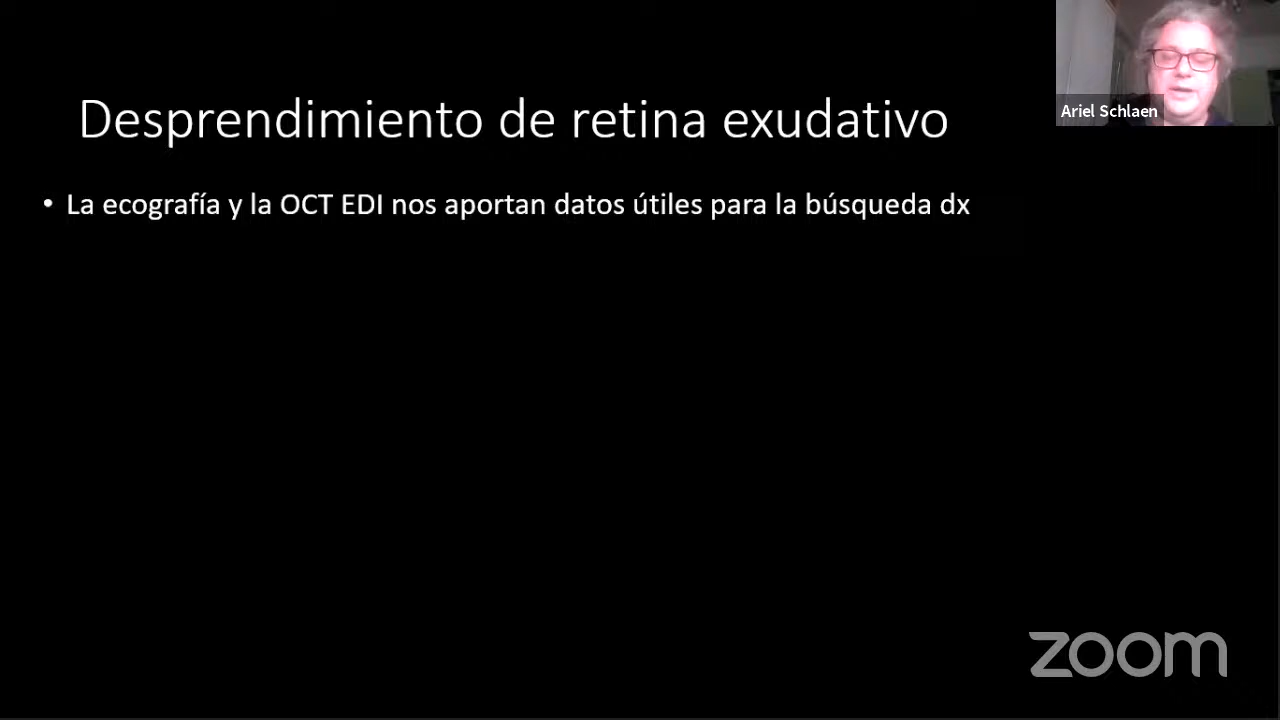 Ariel Schlaen
Desprendimiento de retina exudativo
• La ecografía y la OCT EDI nos aportan datos útiles para la búsqueda dx
zoom